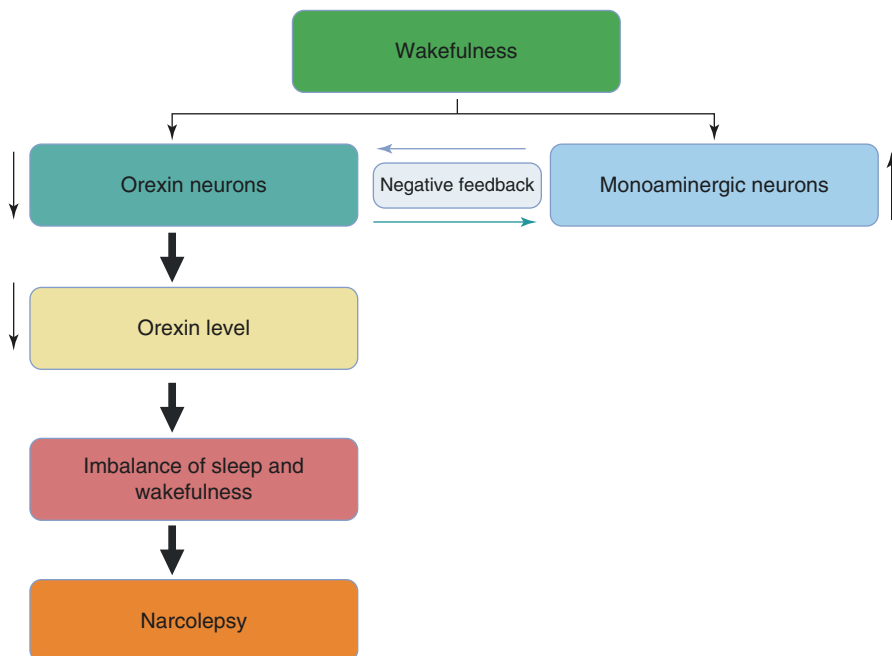 Wakefulness
Orexin neurons
Negative feedback
Monoaminergic neurons
Orexin level
Imbalance of sleep and
wakefulness
Narcolepsy